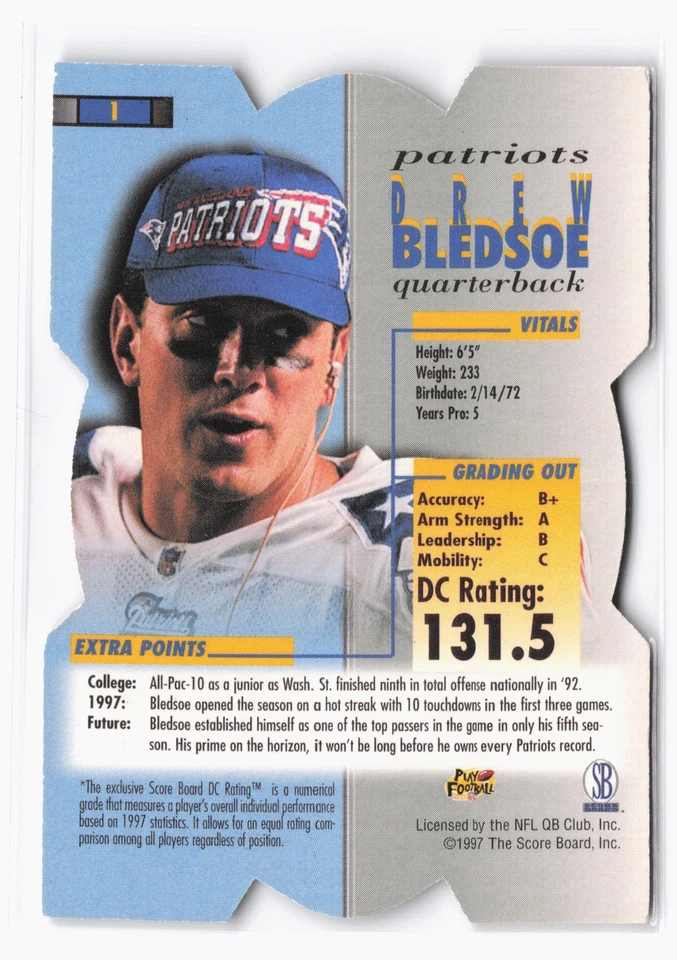 1
PATRIOTS
patriots
DREW
BLEDSOE
quarterback
VITALS
Height: 6'5"
Weight: 233
Birthdate: 2/14/72
Years Pro: 5
GRADING OUT
Accuracy: B+
Arm Strength: A
Leadership: B
Mobility: C
DC Rating:
131.5
EXTRA POINTS
College: All-Pac-10 as a junior as Wash. St. finished ninth in total offense nationally in '92.
1997: Bledsoe opened the season on a hot streak with 10 touchdowns in the first three games.
Future: Bledsoe established himself as one of the top passers in the game in only his fifth sea-
son. His prime on the horizon, it won't be long before he owns every Patriots record.
*The exclusive Score Board DC Rating™ is a numerical
grade that measures a player's overall individual performance
based on 1997 statistics. It allows for an equal rating com-
parison among all players regardless of position.
PLAY
FOOTBALL
SB
SCORE
BOARD™
Licensed by the NFL QB Club, Inc.
©1997 The Score Board, Inc.